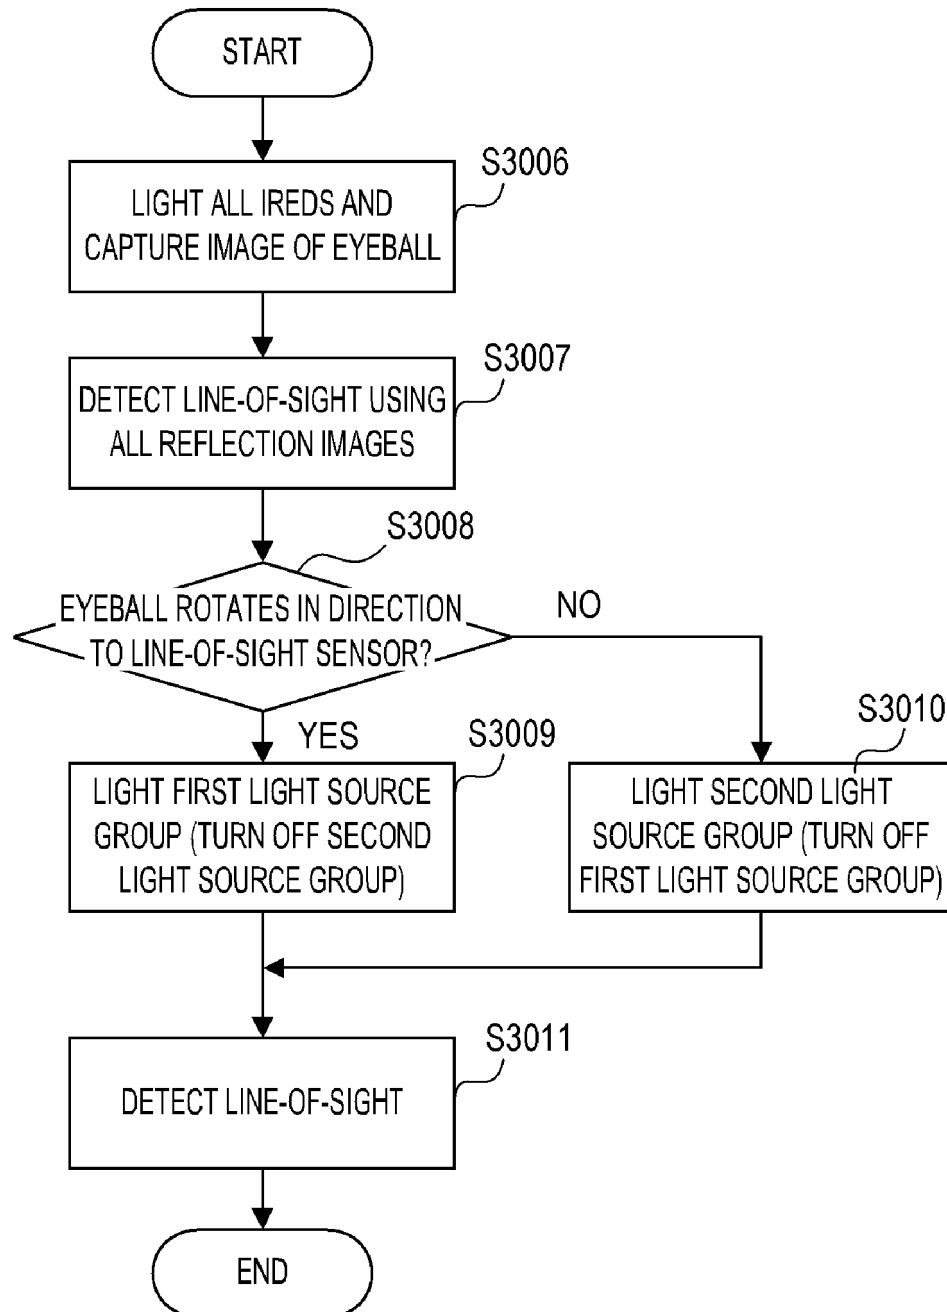 START
S3006
LIGHT ALL IREDS AND
CAPTURE IMAGE OF EYEBALL
S3007
DETECT LINE-OF-SIGHT USING
ALL REFLECTION IMAGES
S3008
EYEBALL ROTATES IN DIRECTION
TO LINE-OF-SIGHT SENSOR?
NO
YES
S3009
LIGHT FIRST LIGHT SOURCE
GROUP (TURN OFF SECOND
LIGHT SOURCE GROUP)
S3010
LIGHT SECOND LIGHT
SOURCE GROUP (TURN OFF
FIRST LIGHT SOURCE GROUP)
S3011
DETECT LINE-OF-SIGHT
END